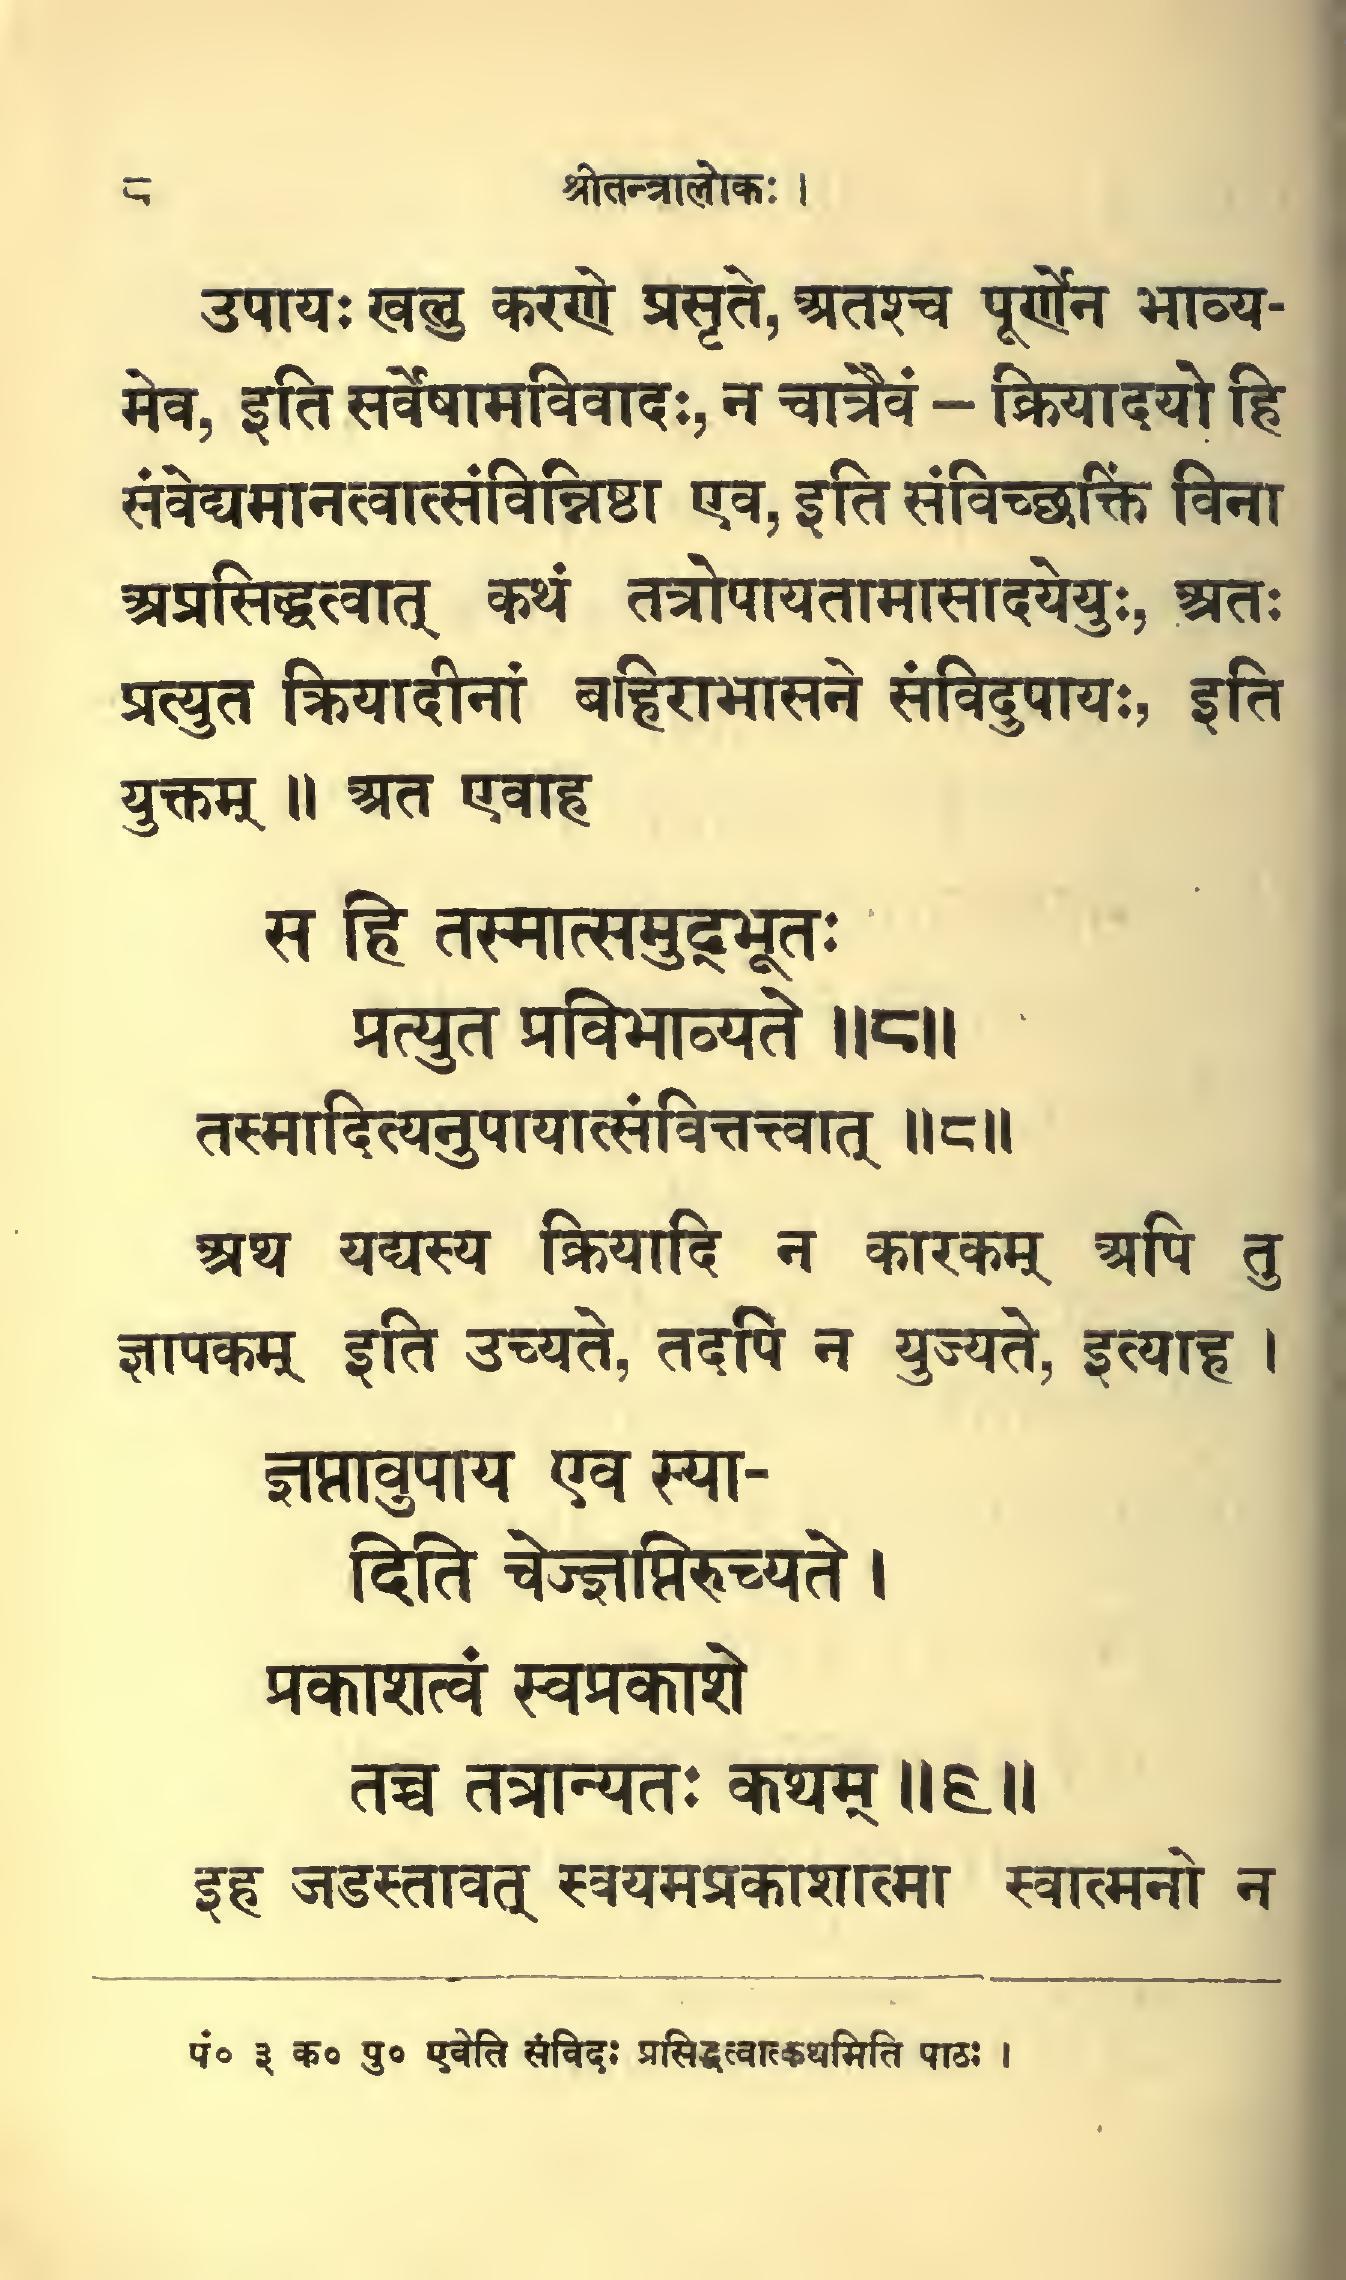 ८
श्रीतन्त्रालोकः ।
उपायः खलु करणे प्रसृते, अतश्च पूर्णेन भाव्य-
मेव, इति सर्वेषामविवादः, न चात्रैवं – क्रियादयो हि
संवेद्यमानत्वात्संविन्निष्ठा एव, इति संविच्छक्तिं विना
अप्रसिद्धत्वात् कथं तत्रोपायतामासादयेयुः, अतः
प्रत्युत क्रियादीनां बहिराभासने संविदुपायः, इति
युक्तम् ॥ अत एवाह
स हि तस्मात्समुद्भूतः
प्रत्युत प्रविभाव्यते ॥८॥
तस्मादित्यनुपायात्संवित्तत्त्वात् ॥८॥
अथ यद्यस्य क्रियादि न कारकम् अपि तु
ज्ञापकम् इति उच्यते, तदपि न युज्यते, इत्याह ।
ज्ञप्तावुपाय एव स्या-
दिति चेज्ज्ञप्तिरुच्यते ।
प्रकाशत्वं स्वप्रकाशे
तच्च तत्रान्यतः कथम् ॥९॥
इह जडस्तावत् स्वयमप्रकाशात्मा स्वात्मनो न
पं० ३ क० पु० एवेति संविदः प्रसिद्धत्वात्कथमिति पाठः ।